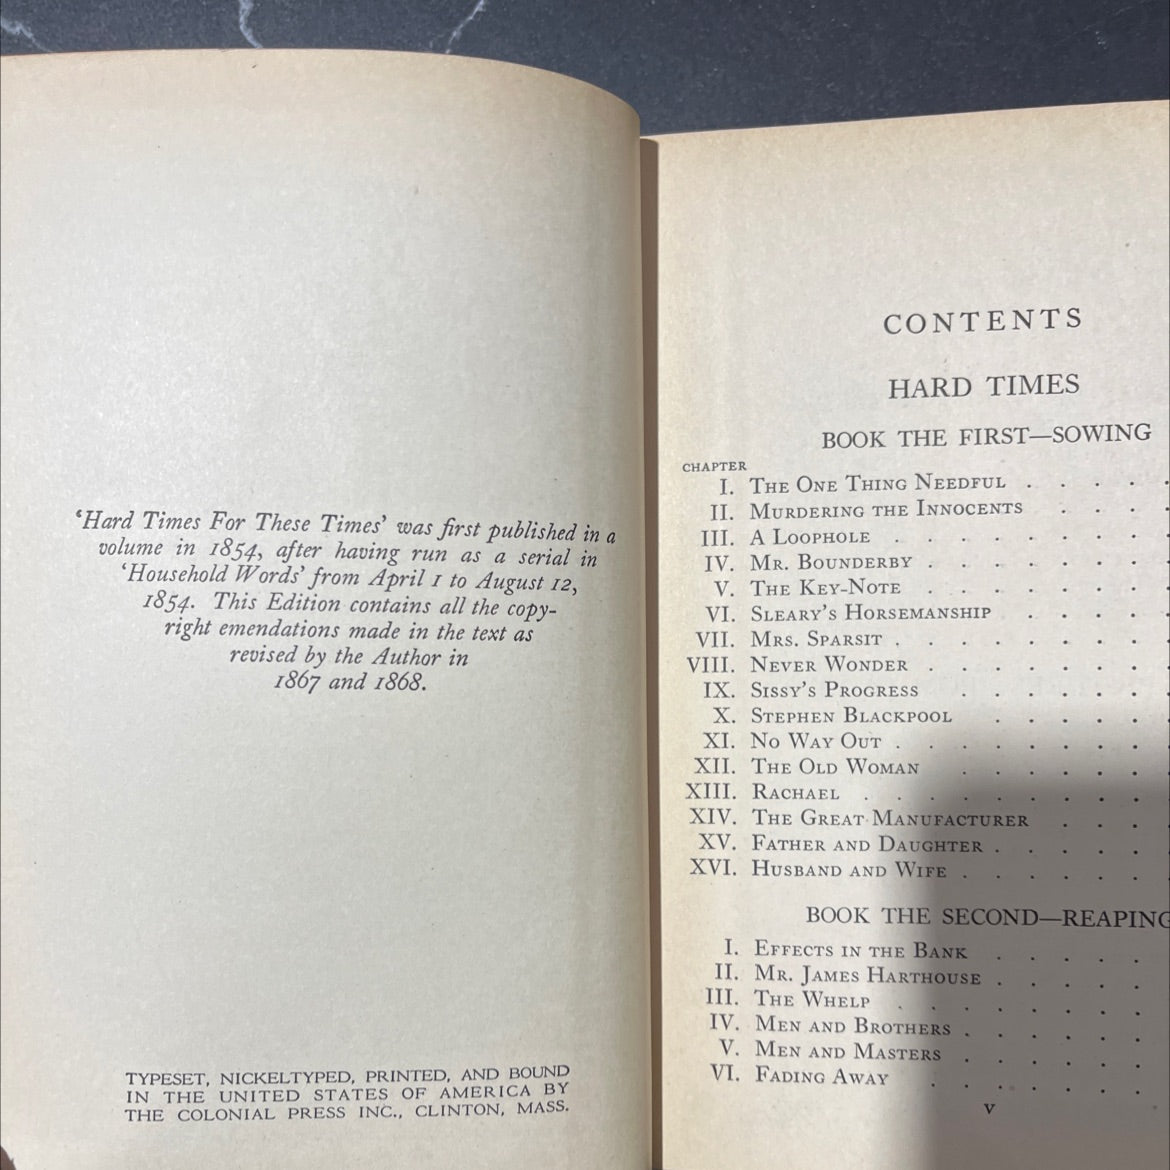 ‘Hard Times For These Times’ was first published in a
volume in 1854, after having run as a serial in
‘Household Words’ from April 1 to August 12,
1854. This Edition contains all the copy-
right emendations made in the text as
revised by the Author in
1867 and 1868.
TYPESET, NICKELTYPED, PRINTED, AND BOUND
IN THE UNITED STATES OF AMERICA BY
THE COLONIAL PRESS INC., CLINTON, MASS.
CONTENTS
HARD TIMES
BOOK THE FIRST—SOWING
CHAPTER
I. The One Thing Needful . . . .
II. Murdering the Innocents . . .
III. A Loophole . . . . . . .
IV. Mr. Bounderby . . . . . .
V. The Key-Note . . . . . .
VI. Sleary’s Horsemanship . . . .
VII. Mrs. Sparsit . . . . . . .
VIII. Never Wonder . . . . . .
IX. Sissy’s Progress . . . . . .
X. Stephen Blackpool . . . . .
XI. No Way Out . . . . . . .
XII. The Old Woman . . . . . .
XIII. Rachael . . . . . . . .
XIV. The Great Manufacturer . . .
XV. Father and Daughter . . . . .
XVI. Husband and Wife . . . . . .
BOOK THE SECOND—REAPING
I. Effects in the Bank . . . .
II. Mr. James Harthouse . . . .
III. The Whelp . . . . . . .
IV. Men and Brothers . . . . .
V. Men and Masters . . . . .
VI. Fading Away . . . . . .
v